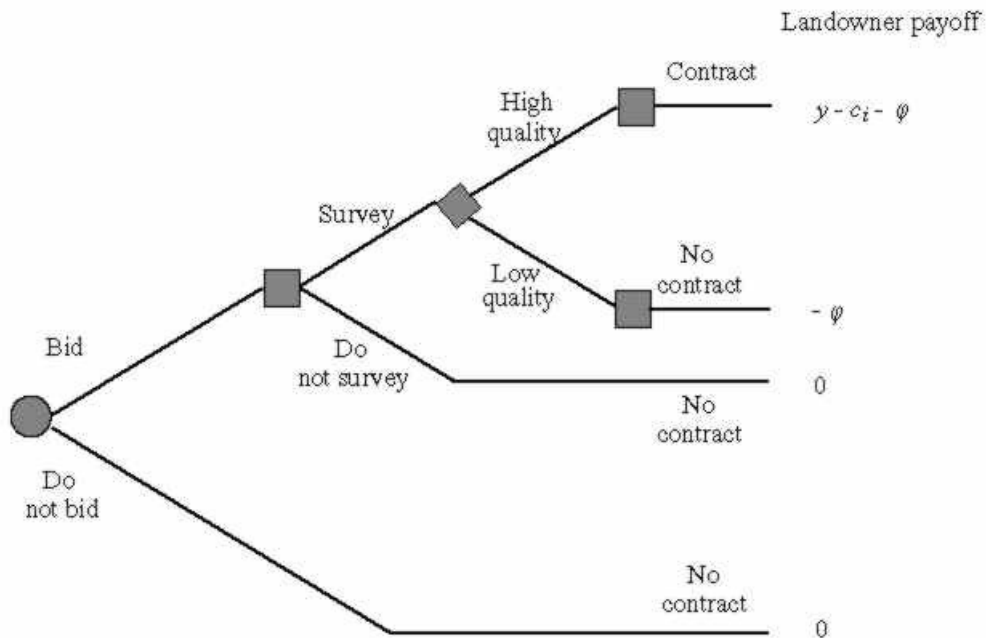 Landowner payoff
Contract
High
quality
y - c_i - φ
Survey
No
contract
Low
quality
- φ
Bid
Do
not survey
0
No
contract
Do
not bid
No
contract
0